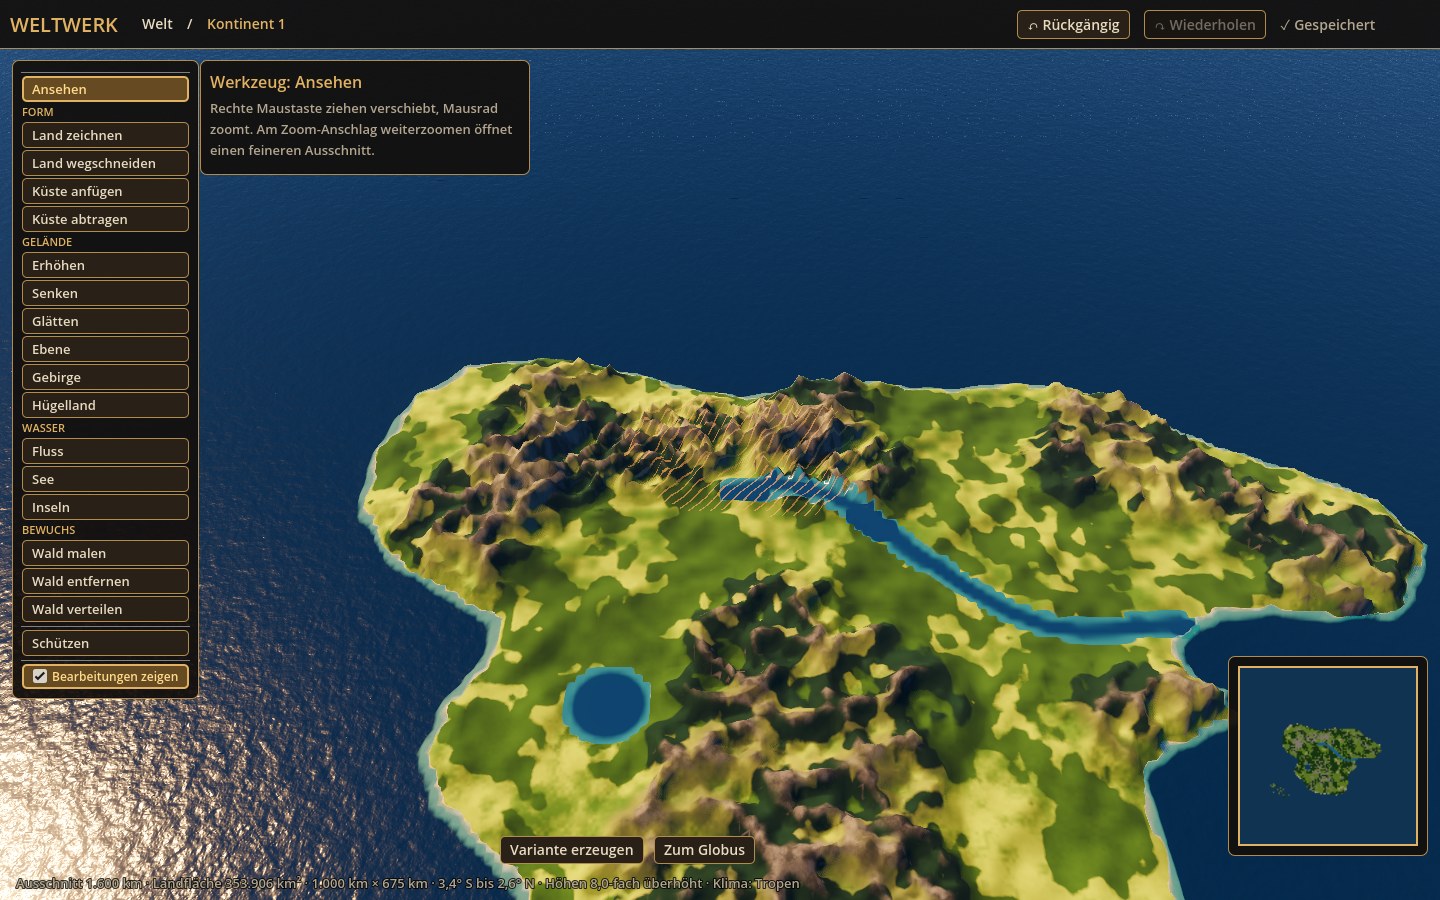 WELTWERK Welt / Kontinent 1 Rückgängig Wiederholen ✓ Gespeichert
Ansehen
FORM
Land zeichnen
Land wegschneiden
Küste anfügen
Küste abtragen
GELÄNDE
Erhöhen
Senken
Glätten
Ebene
Gebirge
Hügelland
WASSER
Fluss
See
Inseln
BEWUCHS
Wald malen
Wald entfernen
Wald verteilen
Schützen
Bearbeitungen zeigen
Werkzeug: Ansehen
Rechte Maustaste ziehen verschiebt, Mausrad
zoomt. Am Zoom-Anschlag weiterzoomen öffnet
einen feineren Ausschnitt.
Variante erzeugen Zum Globus
Ausschnitt 1.600 km · Landfläche 353.906 km² · 1.000 km × 675 km · 3,4° S bis 2,6° N · Höhen 8,0-fach überhöht · Klima: Tropen